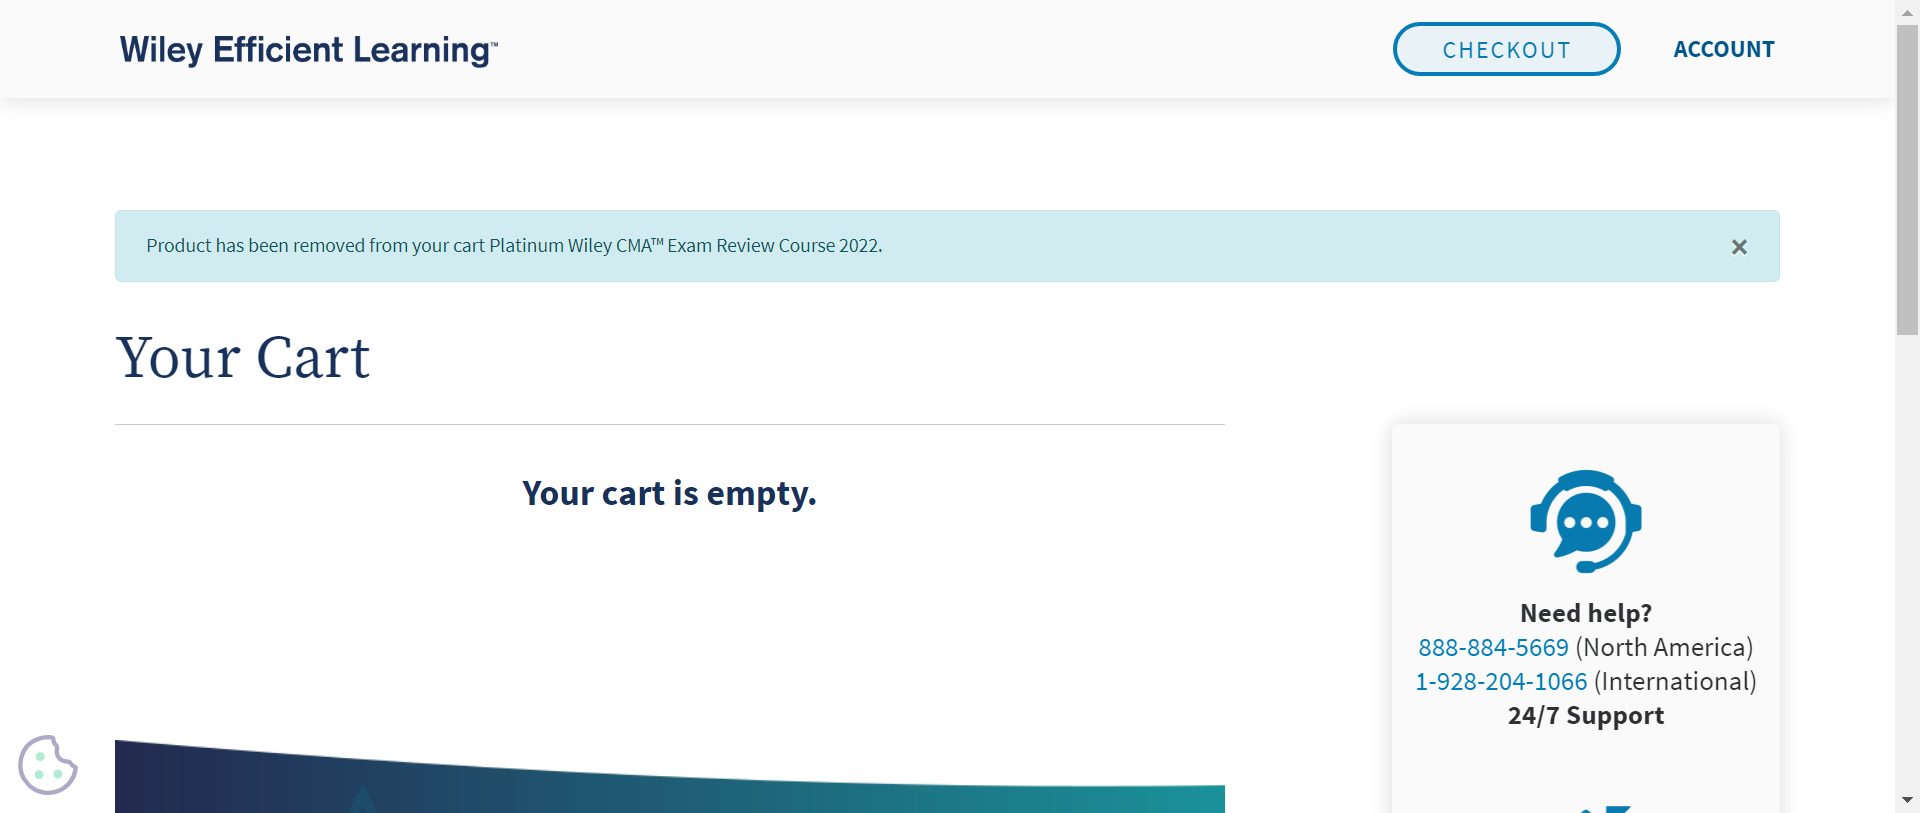 Wiley Efficient Learning™
CHECKOUT
ACCOUNT
Product has been removed from your cart Platinum Wiley CMA™ Exam Review Course 2022.
×
Your Cart
Your cart is empty.
Need help?
888-884-5669 (North America)
1-928-204-1066 (International)
24/7 Support